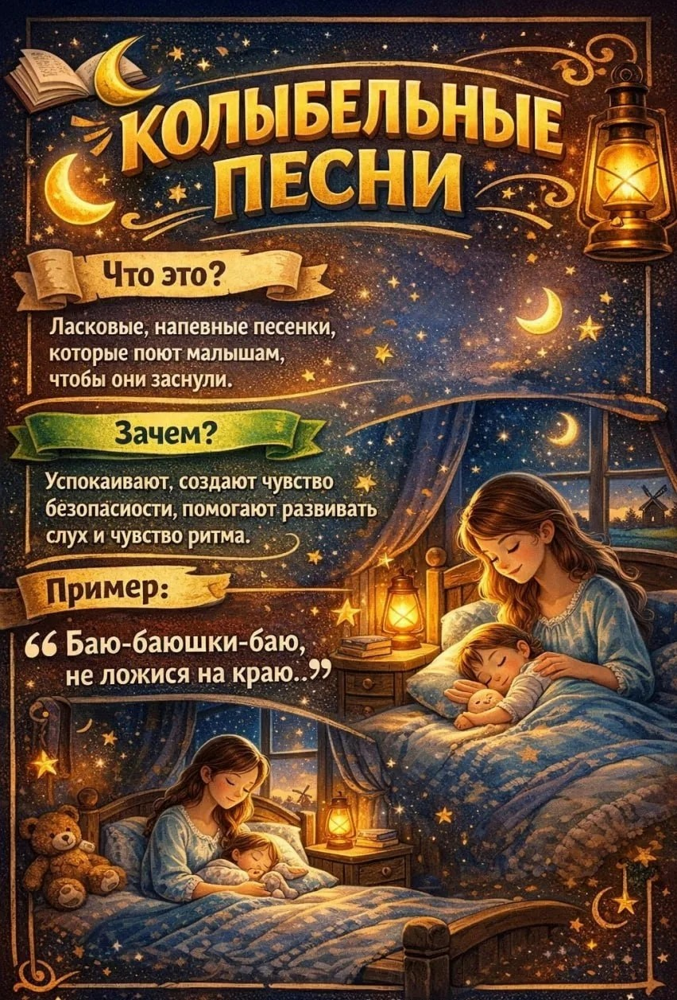 КОЛЫБЕЛЬНЫЕ
ПЕСНИ
Что это?
Ласковые, напевные песенки,
которые поют малышам,
чтобы они заснули.
Зачем?
Успокаивают, создают чувство
безопасиости, помогают развивать
слух и чувство ритма.
Пример:
“Баю-баюшки-баю,
не ложися на краю..”